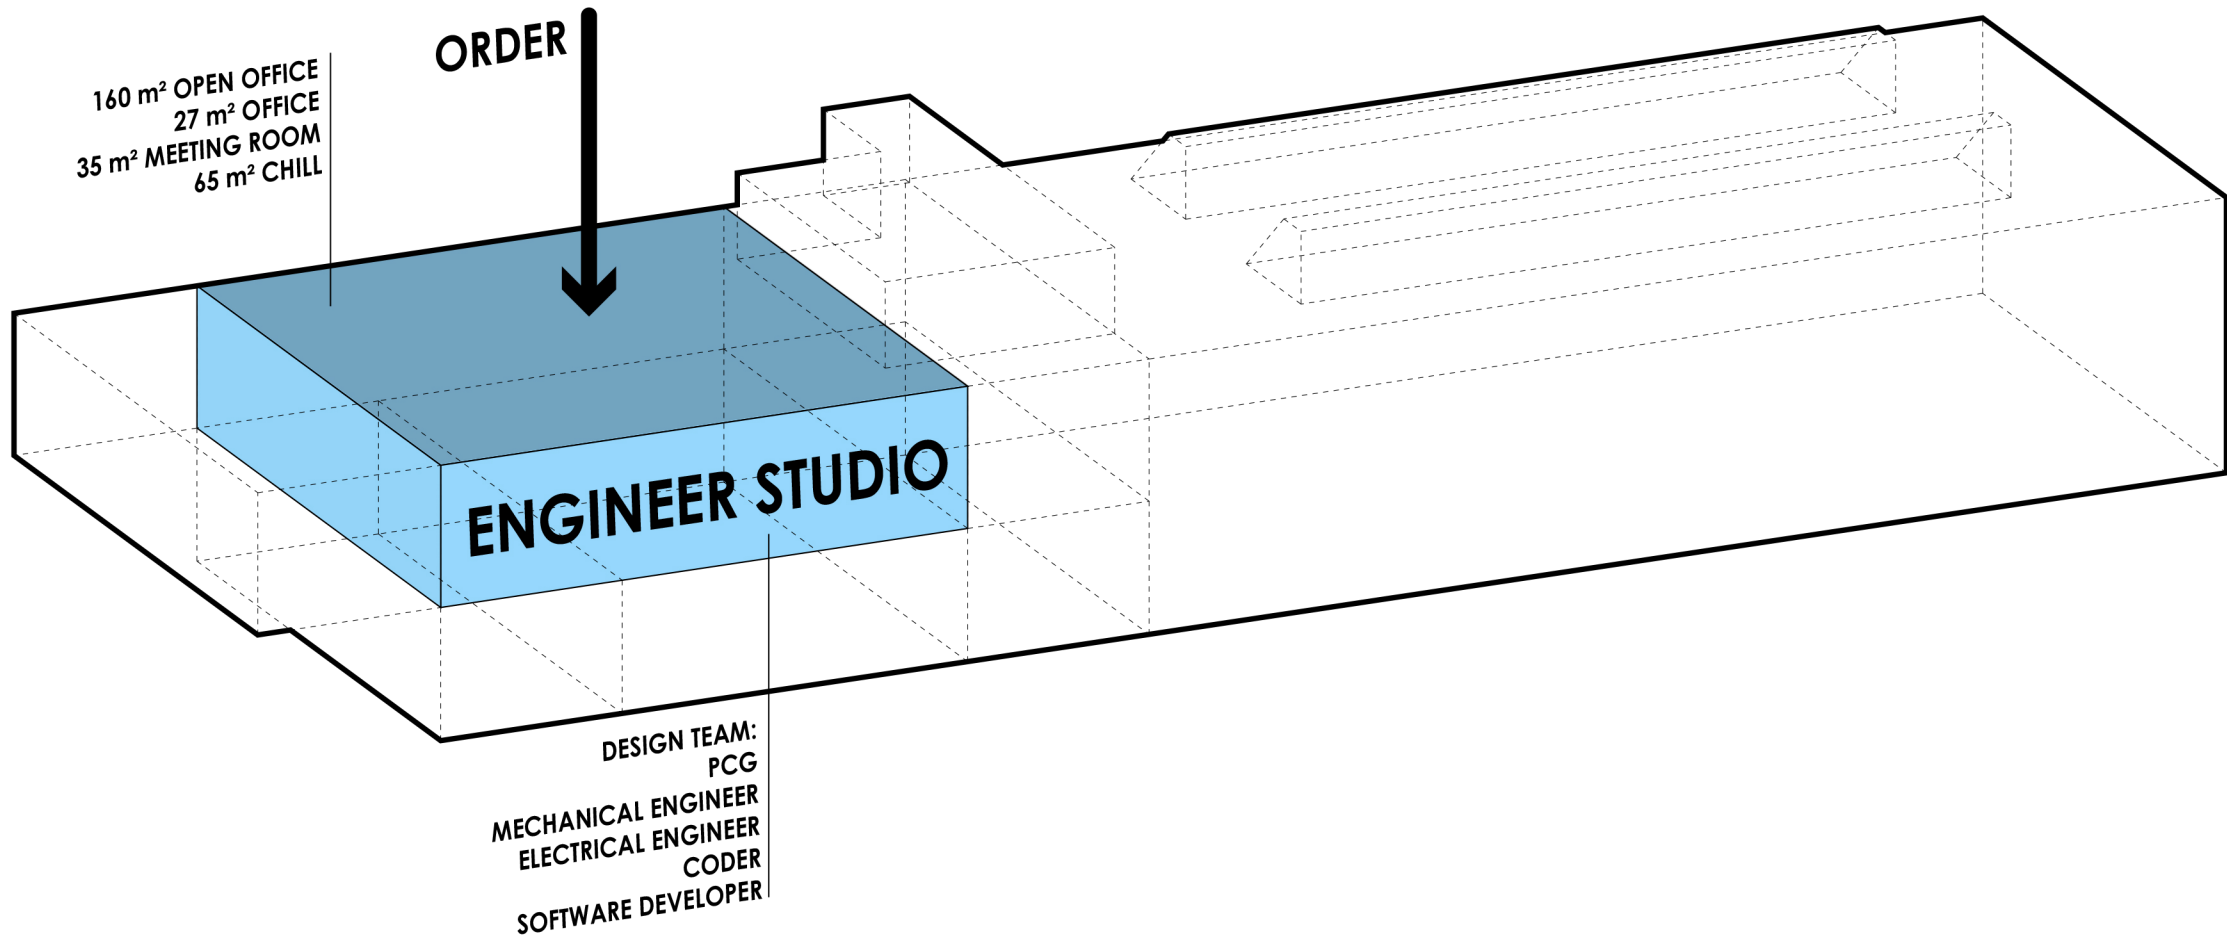 ORDER
160 m² OPEN OFFICE
27 m² OFFICE
35 m² MEETING ROOM
65 m² CHILL
ENGINEER STUDIO
DESIGN TEAM:
PCG
MECHANICAL ENGINEER
ELECTRICAL ENGINEER
CODER
SOFTWARE DEVELOPER